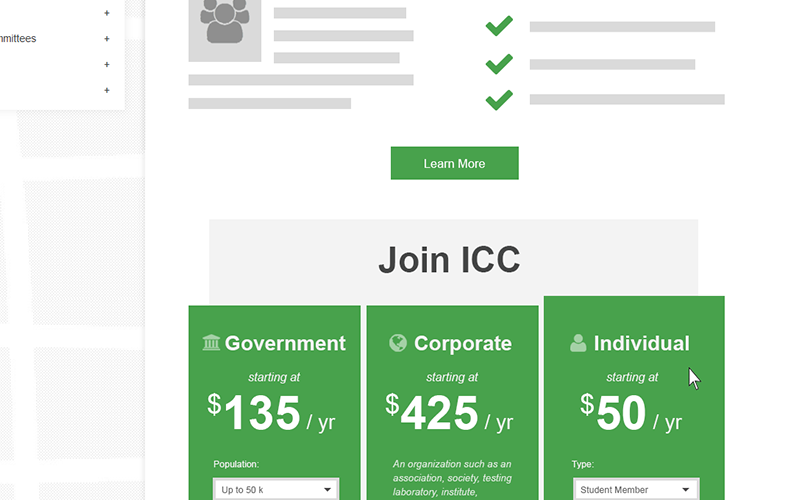 +
mmittees +
+
+
Learn More
Join ICC
Government
starting at
$135 / yr
Population:
Up to 50 k
Corporate
starting at
$425 / yr
An organization such as an
association, society, testing
laboratory, institute,
Individual
starting at
$50 / yr
Type:
Student Member